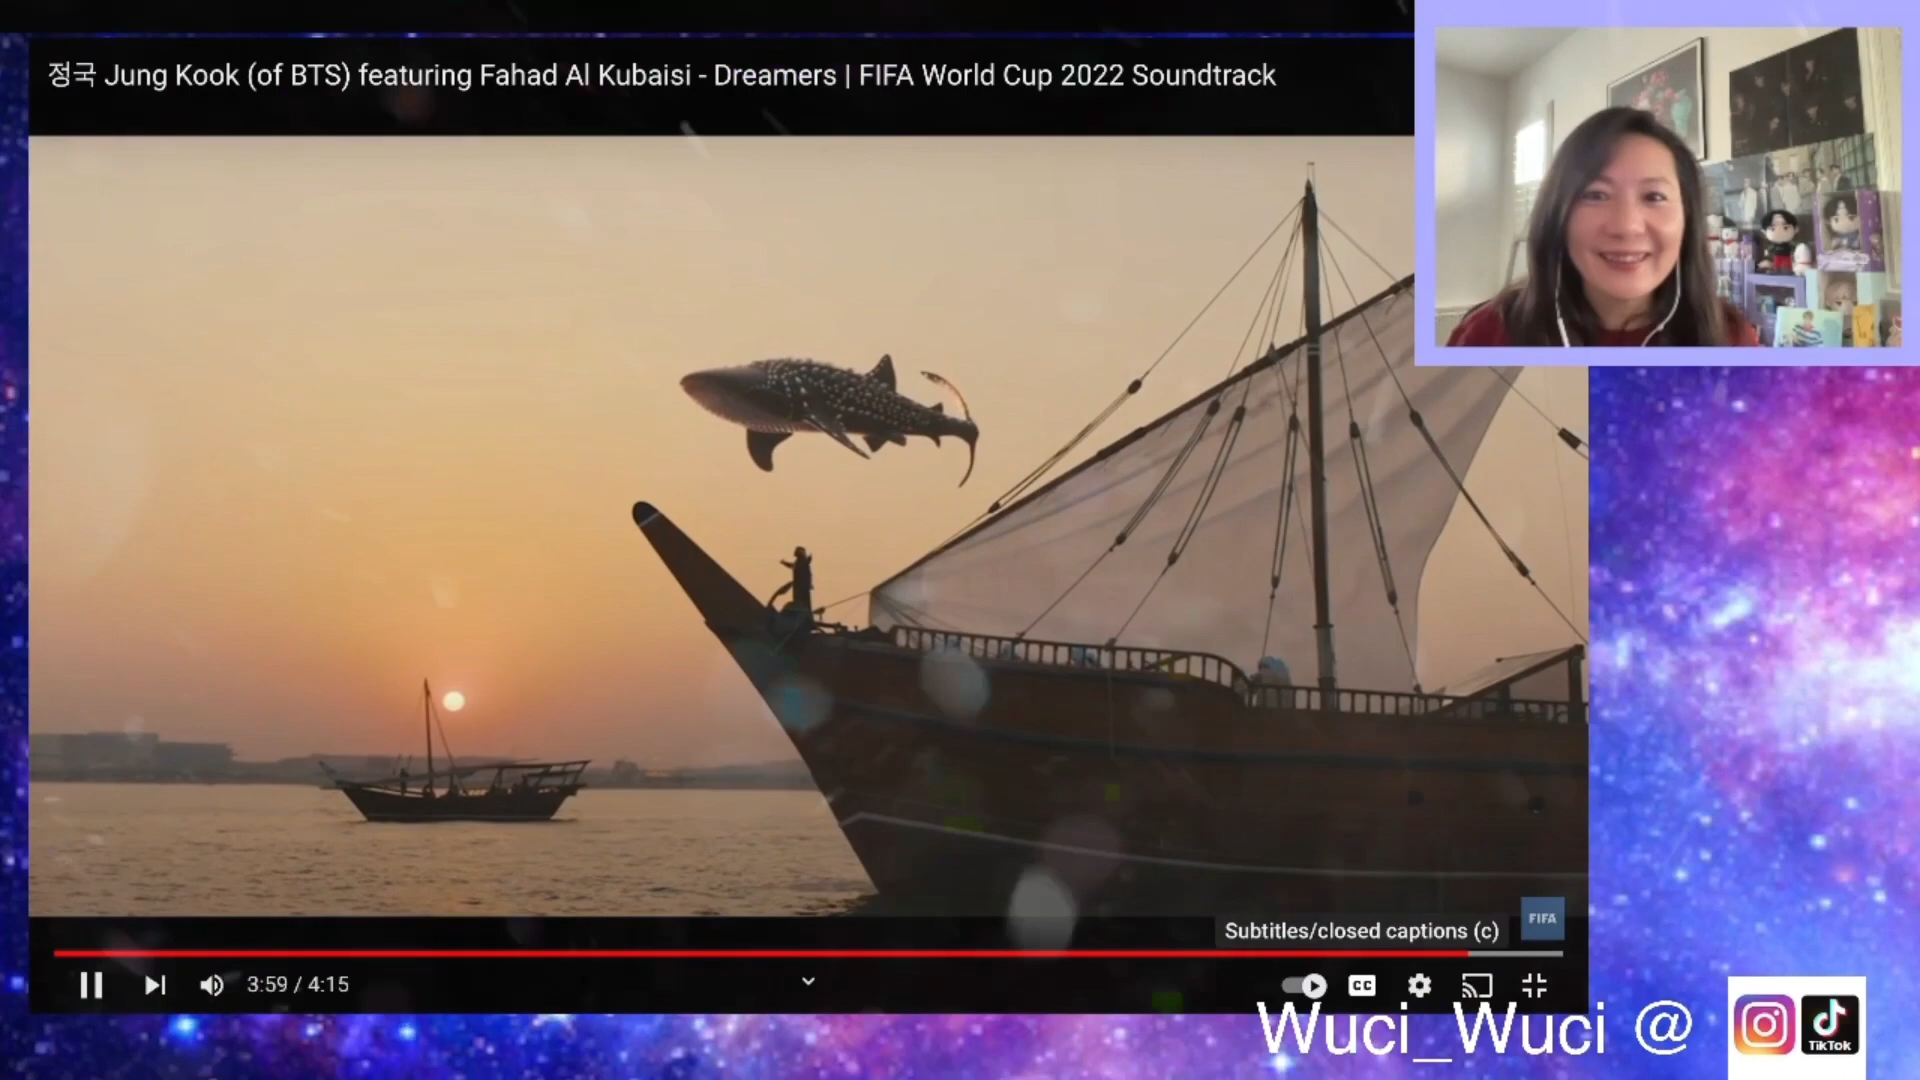 정국 Jung Kook (of BTS) featuring Fahad Al Kubaisi - Dreamers | FIFA World Cup 2022 Soundtrack
Subtitles/closed captions (c)
FIFA
3:59 / 4:15
CC
Wuci_Wuci @
TikTok